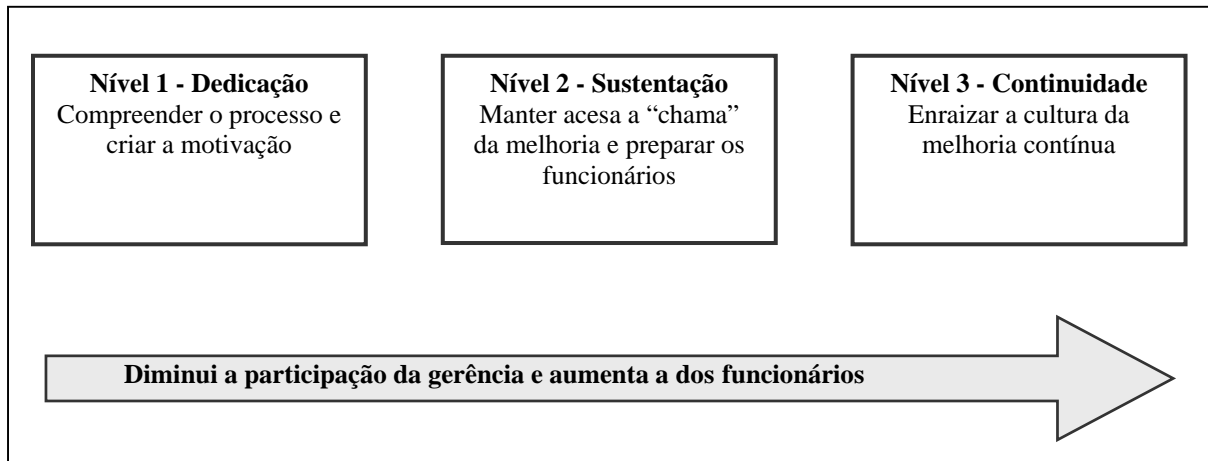 Nível 1 - Dedicação
Compreender o processo e
criar a motivação
Nível 2 - Sustentação
Manter acesa a “chama”
da melhoria e preparar os
funcionários
Nível 3 - Continuidade
Enraizar a cultura da
melhoria contínua
Diminui a participação da gerência e aumenta a dos funcionários